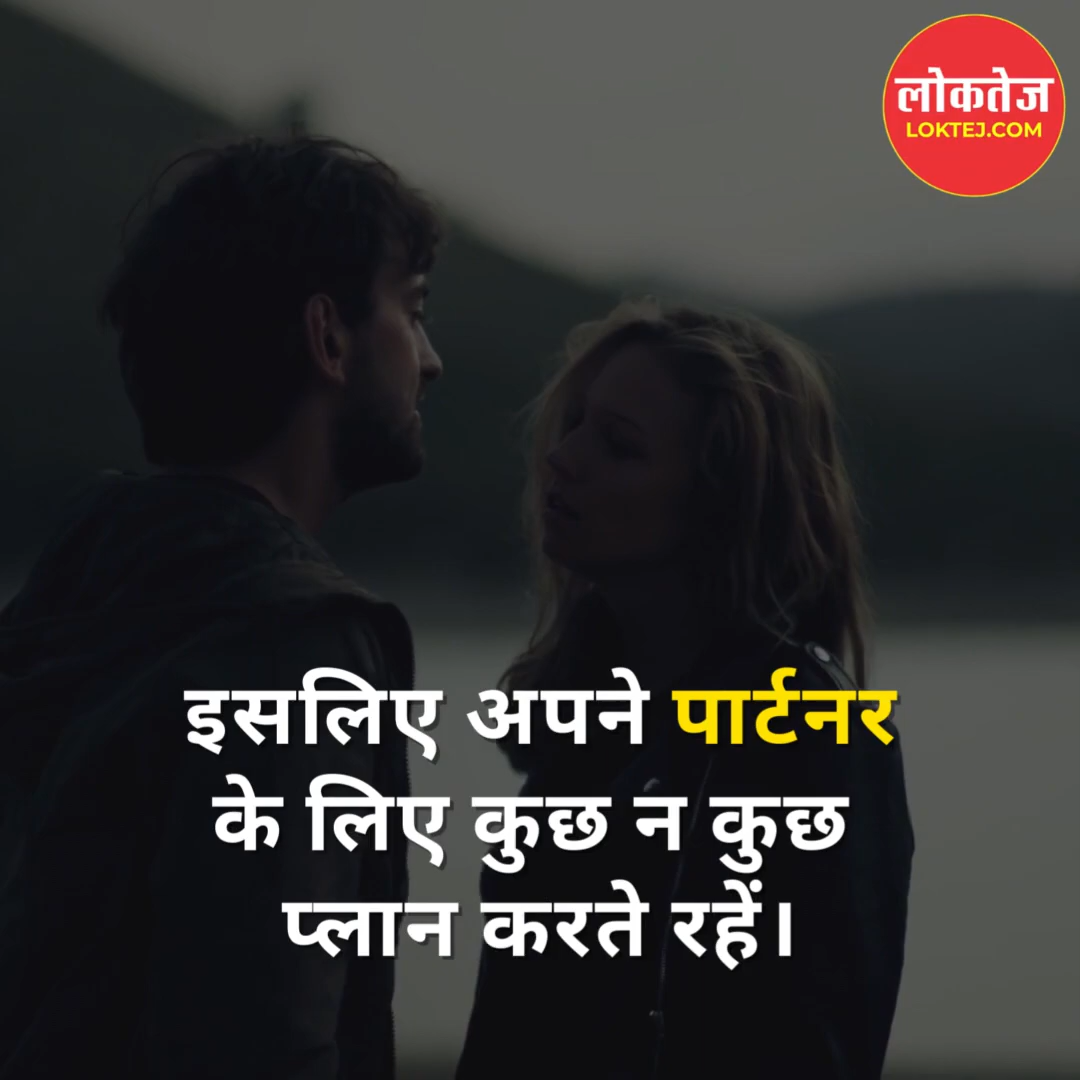 लोकतेज
LOKTEJ.COM
इसलिए अपने पार्टनर
के लिए कुछ न कुछ
प्लान करते रहें।